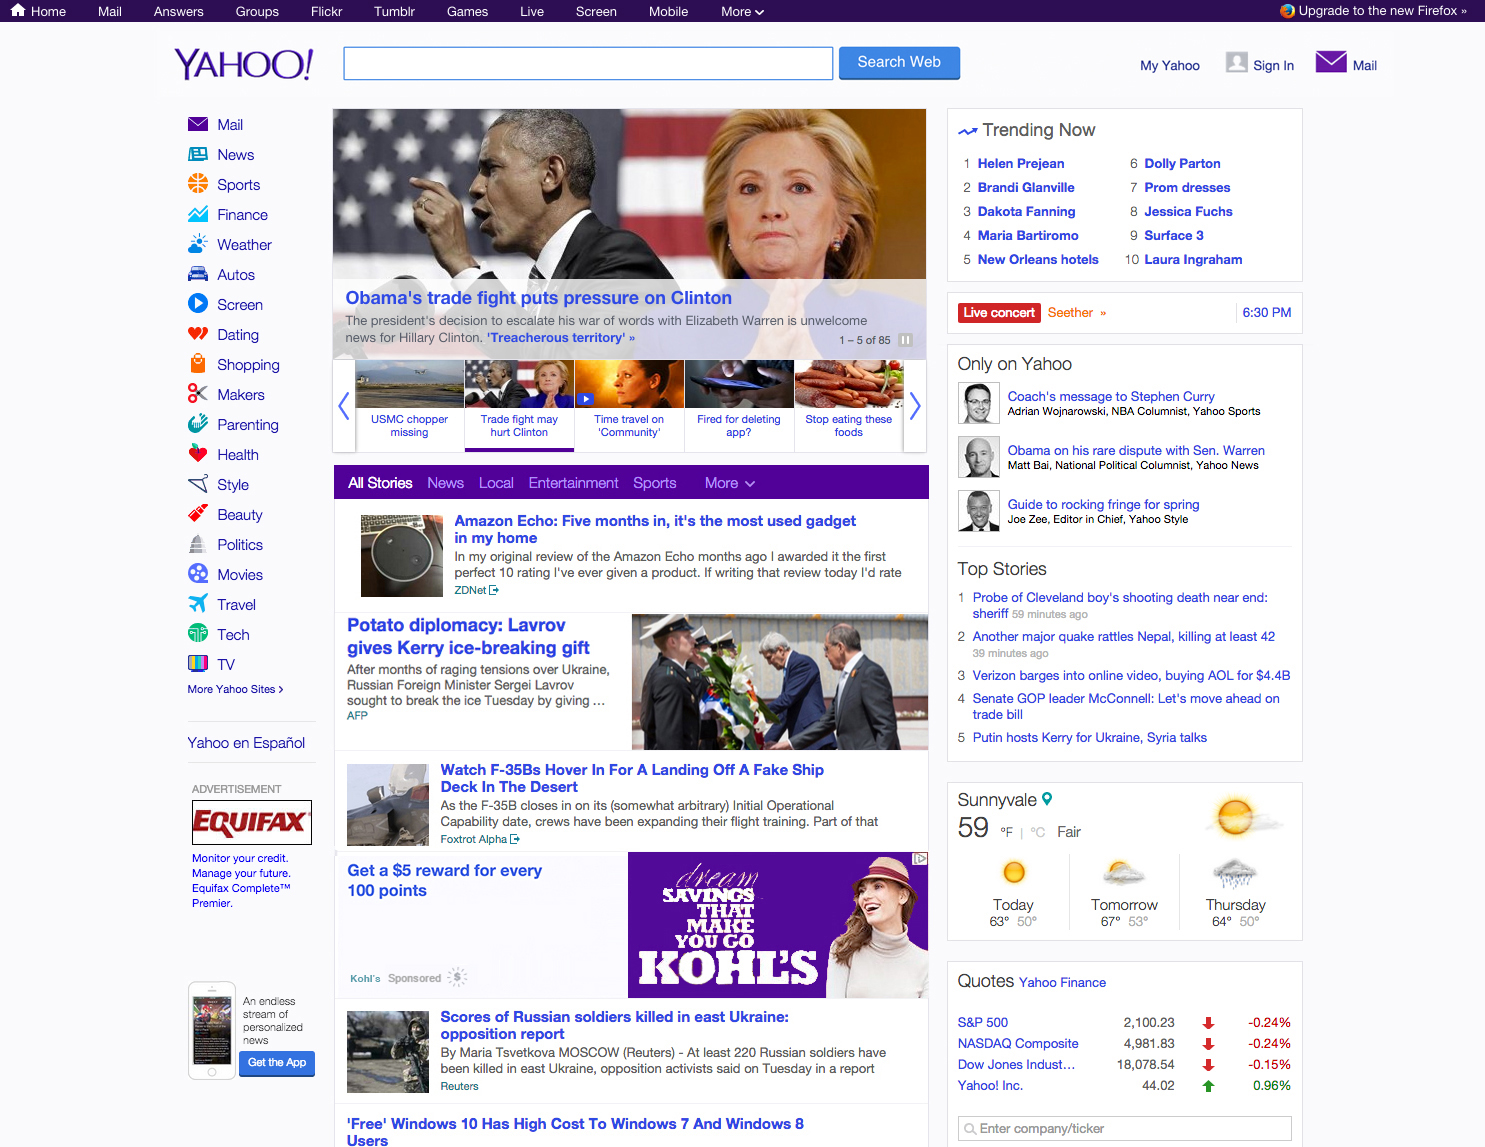 Home Mail Answers Groups Flickr Tumblr Games Live Screen Mobile More
Upgrade to the new Firefox »
YAHOO!
Search Web
My Yahoo
Sign In
Mail
Mail
News
Sports
Finance
Weather
Autos
Screen
Dating
Shopping
Makers
Parenting
Health
Style
Beauty
Politics
Movies
Travel
Tech
TV
More Yahoo Sites ›
Yahoo en Español
ADVERTISEMENT
EQUIFAX
Monitor your credit.
Manage your future.
Equifax Complete™
Premier.
An endless
stream of
personalized
news
Get the App
Obama's trade fight puts pressure on Clinton
The president's decision to escalate his war of words with Elizabeth Warren is unwelcome
news for Hillary Clinton. 'Treacherous territory' »
1 – 5 of 85
USMC chopper
missing
Trade fight may
hurt Clinton
Time travel on
'Community'
Fired for deleting
app?
Stop eating these
foods
All Stories News Local Entertainment Sports More
Amazon Echo: Five months in, it's the most used gadget
in my home
In my original review of the Amazon Echo months ago I awarded it the first
perfect 10 rating I've ever given a product. If writing that review today I'd rate
ZDNet
Potato diplomacy: Lavrov
gives Kerry ice-breaking gift
After months of raging tensions over Ukraine,
Russian Foreign Minister Sergei Lavrov
sought to break the ice Tuesday by giving ...
AFP
Watch F-35Bs Hover In For A Landing Off A Fake Ship
Deck In The Desert
As the F-35B closes in on its (somewhat arbitrary) Initial Operational
Capability date, crews have been expanding their flight training. Part of that
Foxtrot Alpha
Get a $5 reward for every
100 points
Kohl's Sponsored $
dream
SAVINGS
THAT
MAKE
YOU GO
KOHL'S
Scores of Russian soldiers killed in east Ukraine:
opposition report
By Maria Tsvetkova MOSCOW (Reuters) - At least 220 Russian soldiers have
been killed in east Ukraine, opposition activists said on Tuesday in a report
Reuters
'Free' Windows 10 Has High Cost To Windows 7 And Windows 8
Users
Trending Now
1 Helen Prejean
2 Brandi Glanville
3 Dakota Fanning
4 Maria Bartiromo
5 New Orleans hotels
6 Dolly Parton
7 Prom dresses
8 Jessica Fuchs
9 Surface 3
10 Laura Ingraham
Live concert Seether » 6:30 PM
Only on Yahoo
Coach's message to Stephen Curry
Adrian Wojnarowski, NBA Columnist, Yahoo Sports
Obama on his rare dispute with Sen. Warren
Matt Bai, National Political Columnist, Yahoo News
Guide to rocking fringe for spring
Joe Zee, Editor in Chief, Yahoo Style
Top Stories
1 Probe of Cleveland boy's shooting death near end:
sheriff 59 minutes ago
2 Another major quake rattles Nepal, killing at least 42
39 minutes ago
3 Verizon barges into online video, buying AOL for $4.4B
4 Senate GOP leader McConnell: Let's move ahead on
trade bill
5 Putin hosts Kerry for Ukraine, Syria talks
Sunnyvale
59 °F | °C Fair
Today
63° 50°
Tomorrow
67° 53°
Thursday
64° 50°
Quotes Yahoo Finance
S&P 500 2,100.23 -0.24%
NASDAQ Composite 4,981.83 -0.24%
Dow Jones Indust... 18,078.54 -0.15%
Yahoo! Inc. 44.02 0.96%
Enter company/ticker